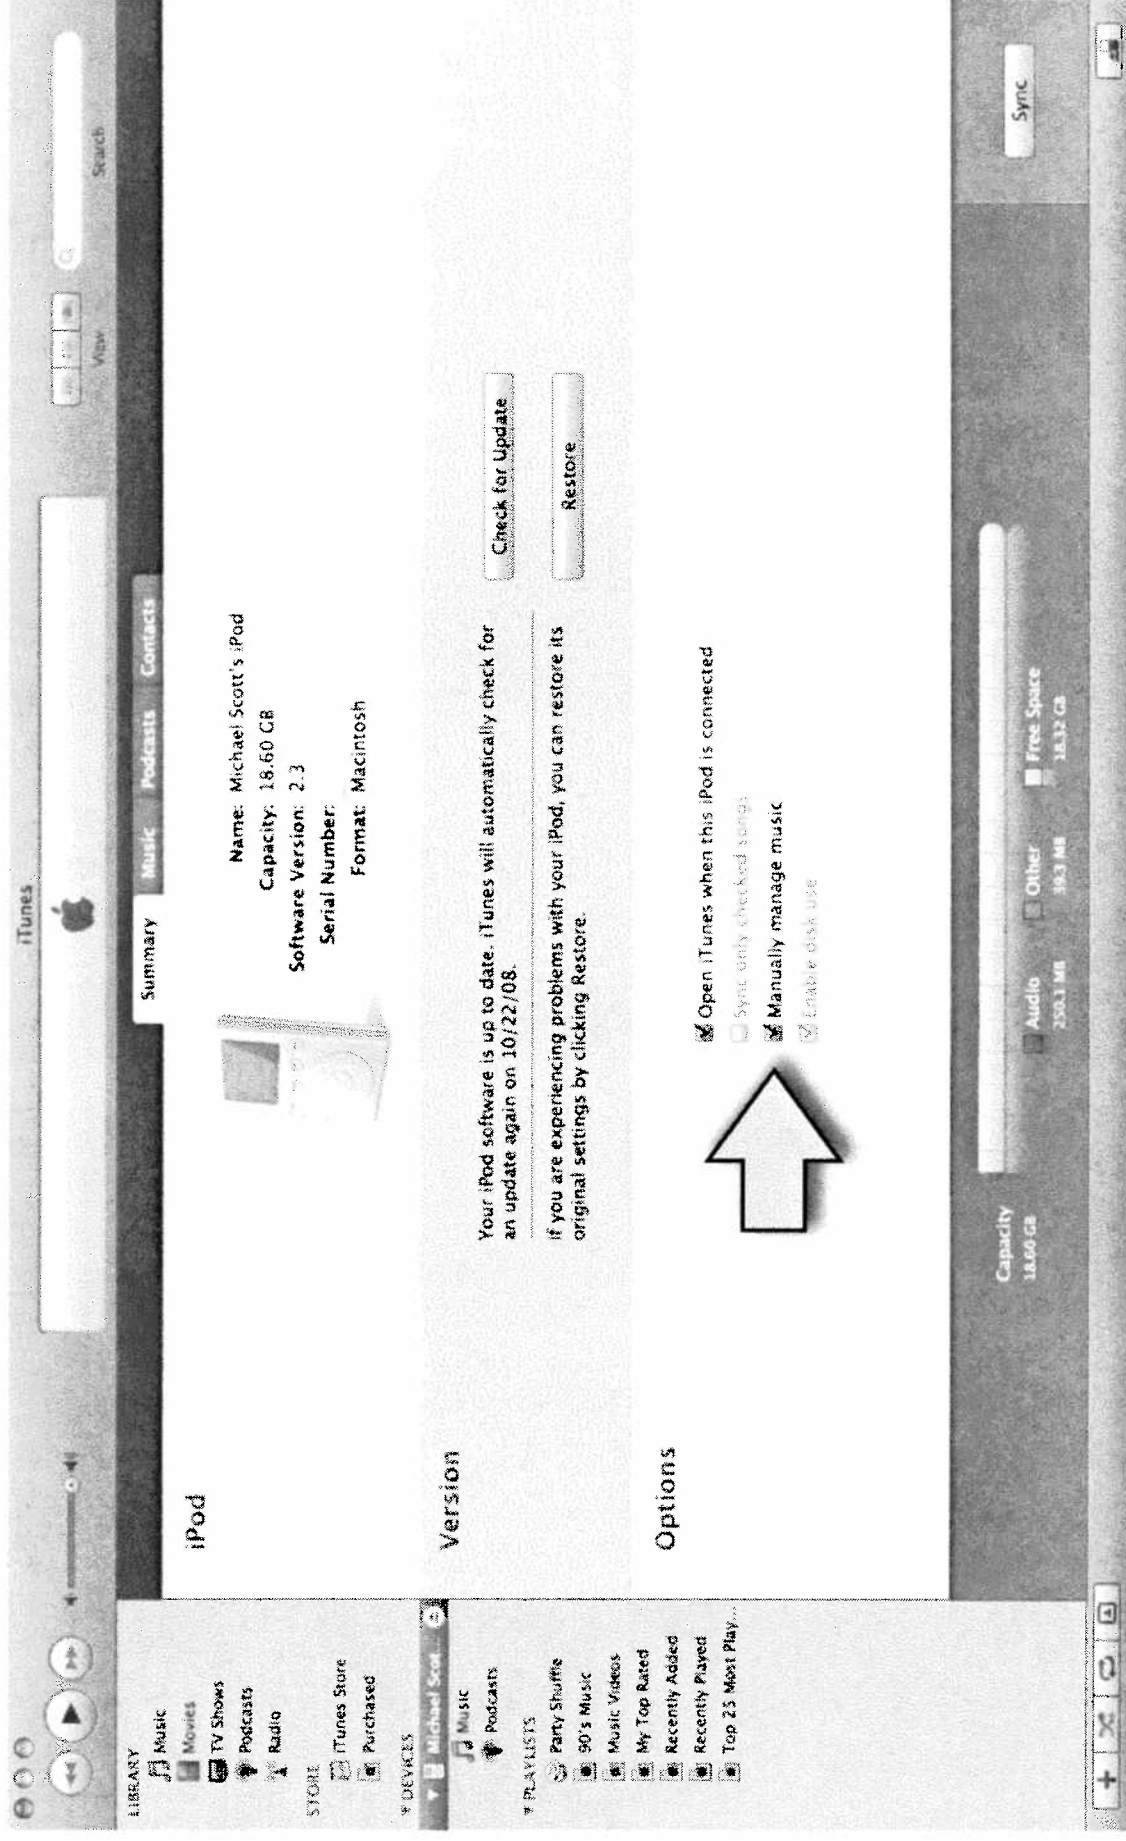 iTunes
View
Search
LIBRARY
Music
Movies
TV Shows
Podcasts
Radio
STORE
iTunes Store
Purchased
DEVICES
Michael Scot...
Music
Podcasts
PLAYLISTS
Party Shuffle
90's Music
Music Videos
My Top Rated
Recently Added
Recently Played
Top 25 Most Play...
Summary Music Podcasts Contacts
iPod
Name: Michael Scott's iPod
Capacity: 18.60 GB
Software Version: 2.3
Serial Number:
Format: Macintosh
Version
Your iPod software is up to date. iTunes will automatically check for
an update again on 10/22/08.
Check for Update
If you are experiencing problems with your iPod, you can restore its
original settings by clicking Restore.
Restore
Options
Open iTunes when this iPod is connected
Sync only checked songs
Manually manage music
Enable disk use
Capacity
18.60 GB
Audio Other Free Space
250.1 MB 39.3 MB 18.32 GB
Sync